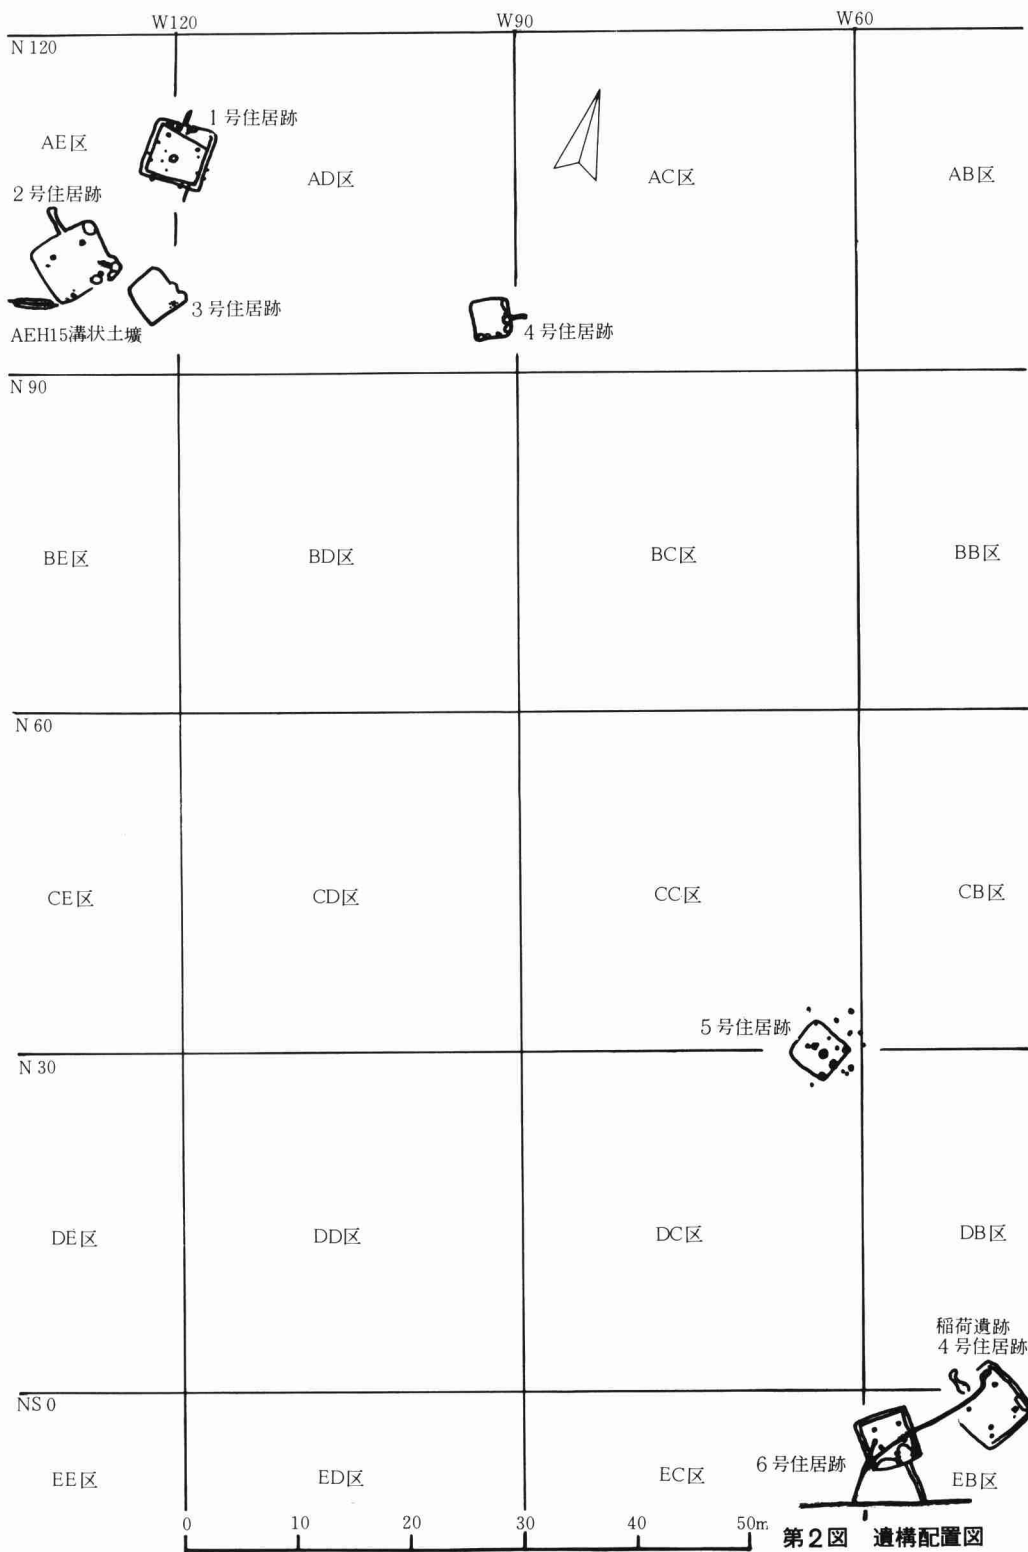 W120
W90
W60
N 120
1号住居跡
AE区
AD区
AC区
AB区
2号住居跡
3号住居跡
4号住居跡
AEH15溝状土壙
N 90
BE区
BD区
BC区
BB区
N 60
CE区
CD区
CC区
CB区
5号住居跡
N 30
DE区
DD区
DC区
DB区
稲荷遺跡
4号住居跡
NS 0
6号住居跡
EE区
ED区
EC区
EB区
0
10
20
30
40
50m
第2図 遺構配置図